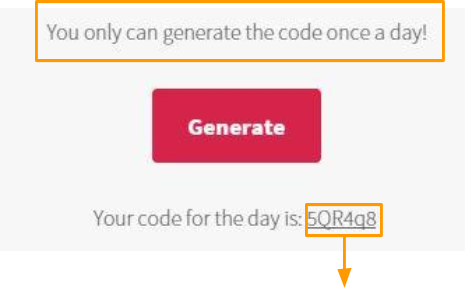 You only can generate the code once a day!
Generate
Your code for the day is: 5QR4q8